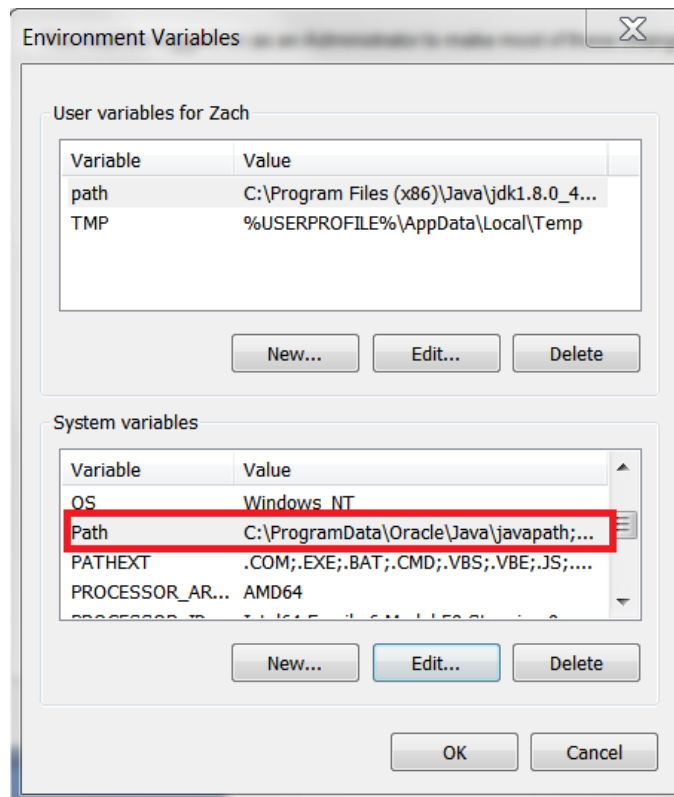 Environment Variables
User variables for Zach
Variable Value
path C:\Program Files (x86)\Java\jdk1.8.0_4...
TMP %USERPROFILE%\AppData\Local\Temp
New... Edit... Delete
System variables
Variable Value
OS Windows_NT
Path C:\ProgramData\Oracle\Java\javapath;...
PATHEXT .COM;.EXE;.BAT;.CMD;.VBS;.VBE;.JS;....
PROCESSOR_AR... AMD64
New... Edit... Delete
OK Cancel